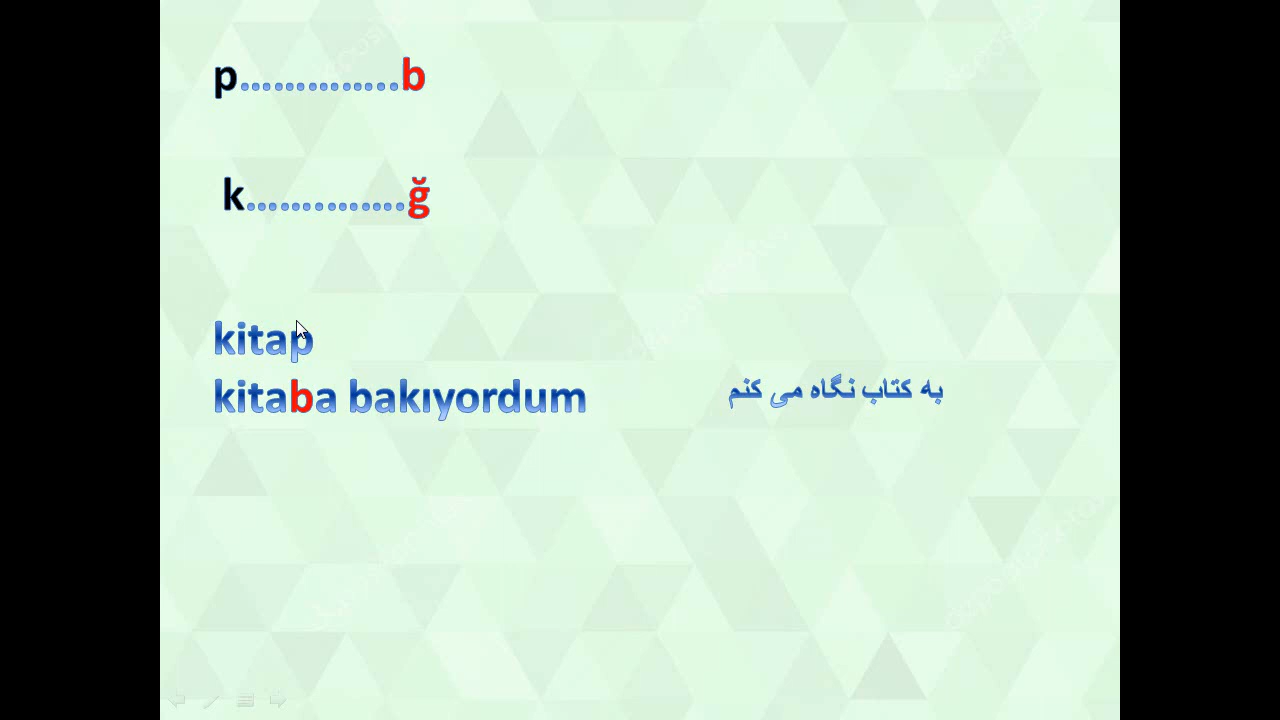 p..............b
k..............ğ
kitap
kitaba bakıyordum
به کتاب نگاه می کنم